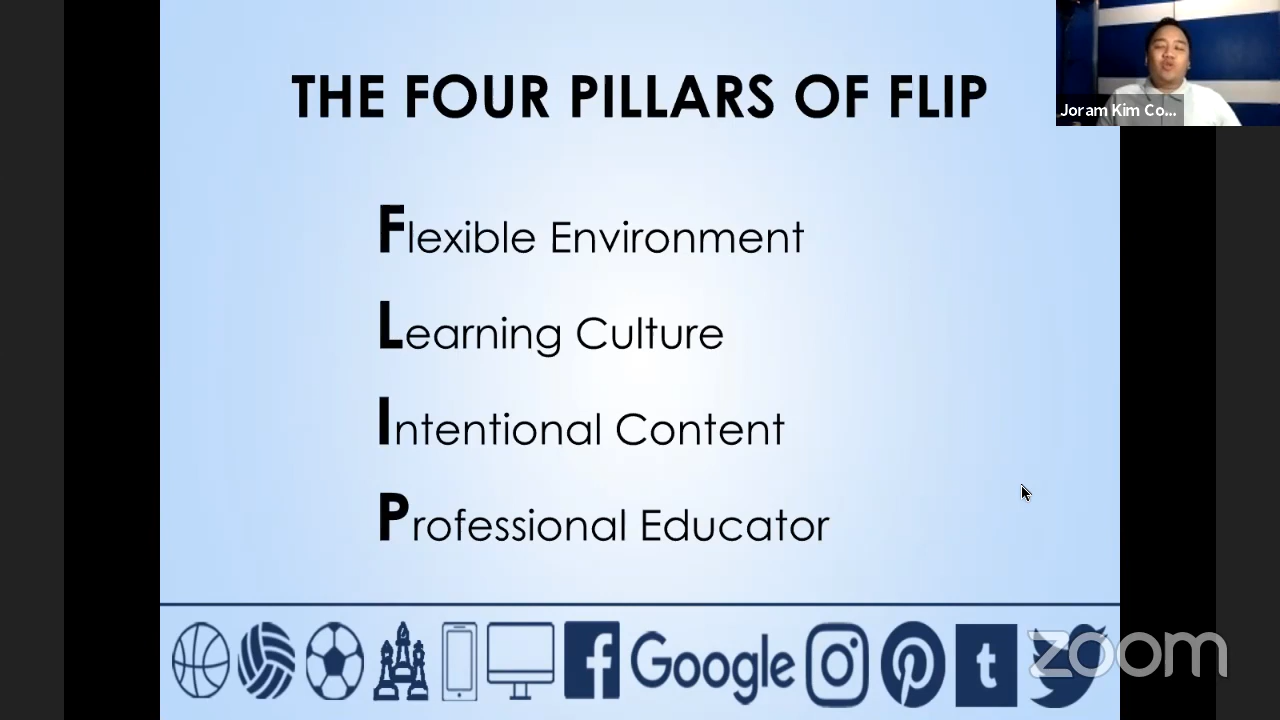 THE FOUR PILLARS OF FLIP
Joram Kim Co...
Flexible Environment
Learning Culture
Intentional Content
Professional Educator
f Google t
zoom